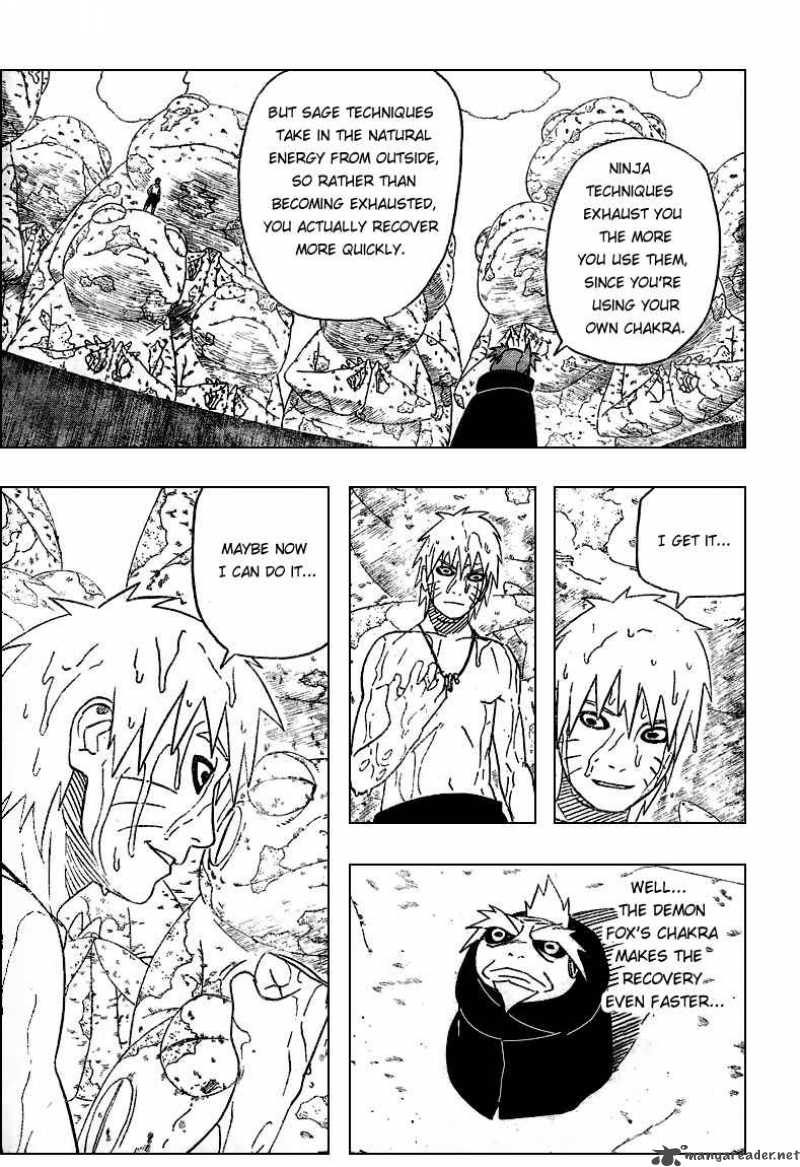 NINJA
TECHNIQUES
EXHAUST YOU
THE MORE
YOU USE THEM,
SINCE YOU'RE
USING YOUR
OWN CHAKRA.
BUT SAGE TECHNIQUES
TAKE IN THE NATURAL
ENERGY FROM OUTSIDE,
SO RATHER THAN
BECOMING EXHAUSTED,
YOU ACTUALLY RECOVER
MORE QUICKLY.
I GET IT...
MAYBE NOW
I CAN DO IT...
WELL...
THE DEMON
FOX'S CHAKRA
MAKES THE
RECOVERY
EVEN FASTER...
mangareader.net